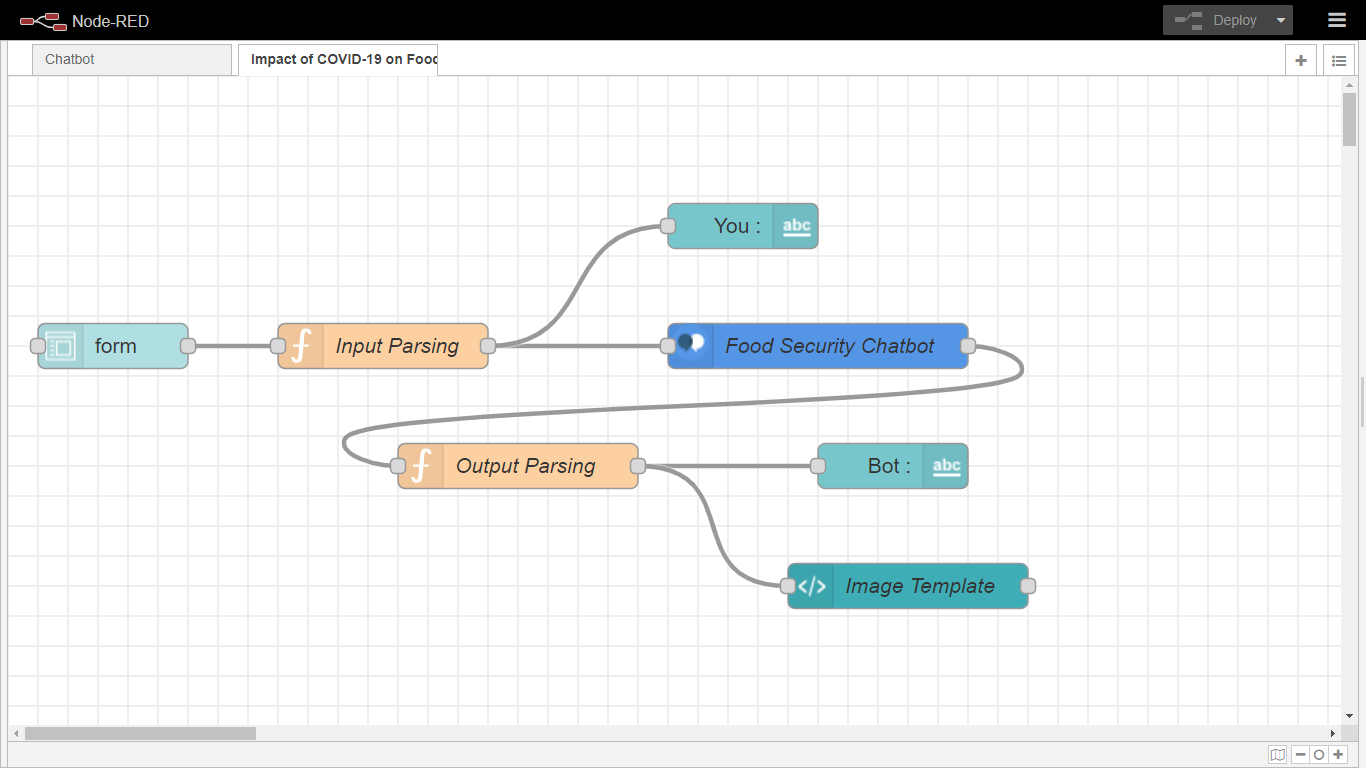 Node-RED
Deploy
Chatbot
Impact of COVID-19 on Food
You :
abc
form
Input Parsing
Food Security Chatbot
Output Parsing
Bot :
abc
</> Image Template